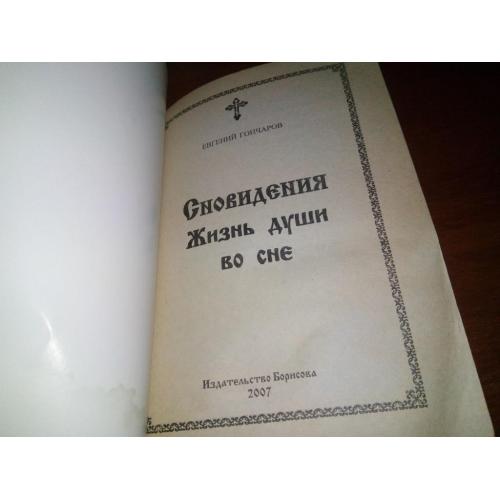 ЕВГЕНИЙ ГОНЧАРОВ
Сновидения
Жизнь души
во сне
Издательство Борисова
2007